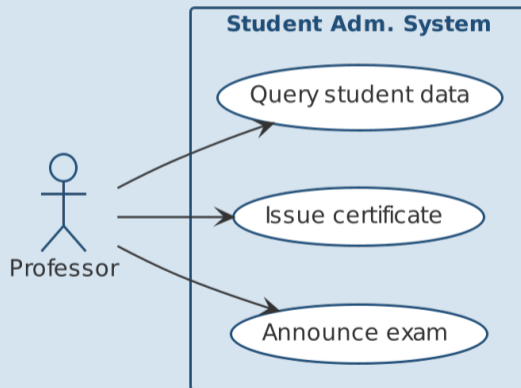 Student Adm. System
Query student data
Issue certificate
Professor
Announce exam